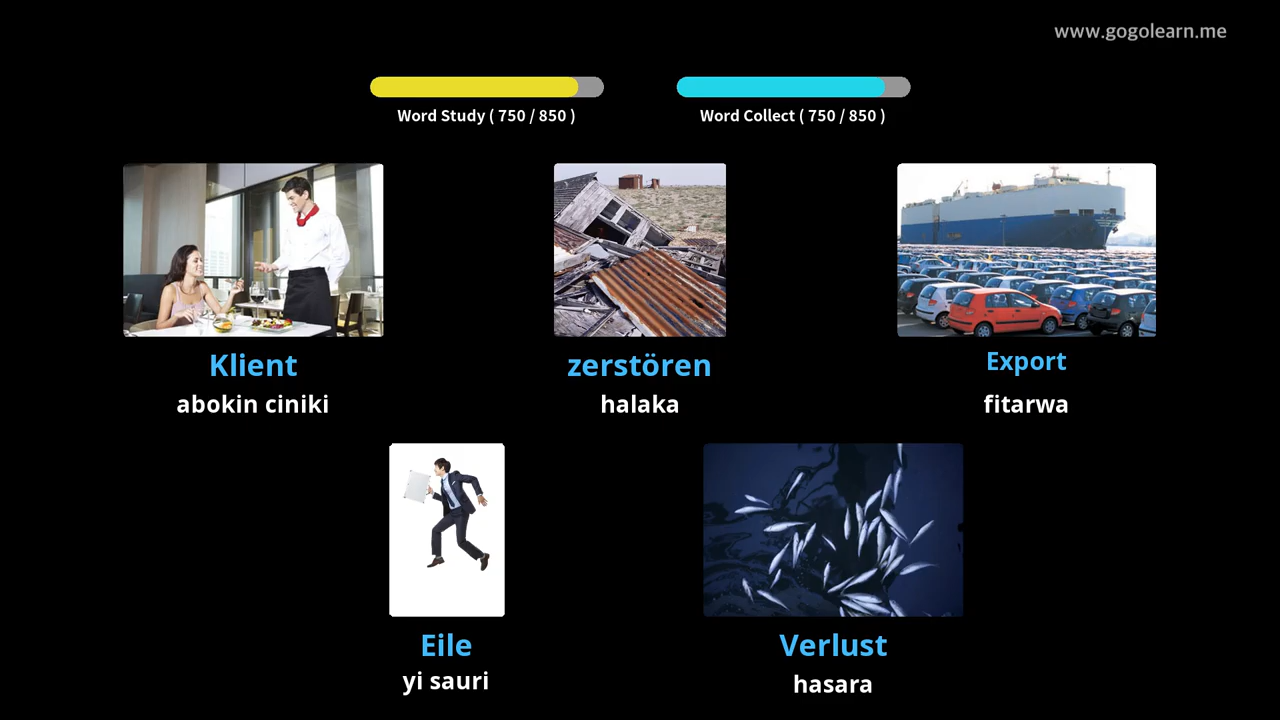 www.gogolearn.me
Word Study ( 750 / 850 )
Word Collect ( 750 / 850 )
Klient
abokin ciniki
zerstören
halaka
Export
fitarwa
Eile
yi sauri
Verlust
hasara